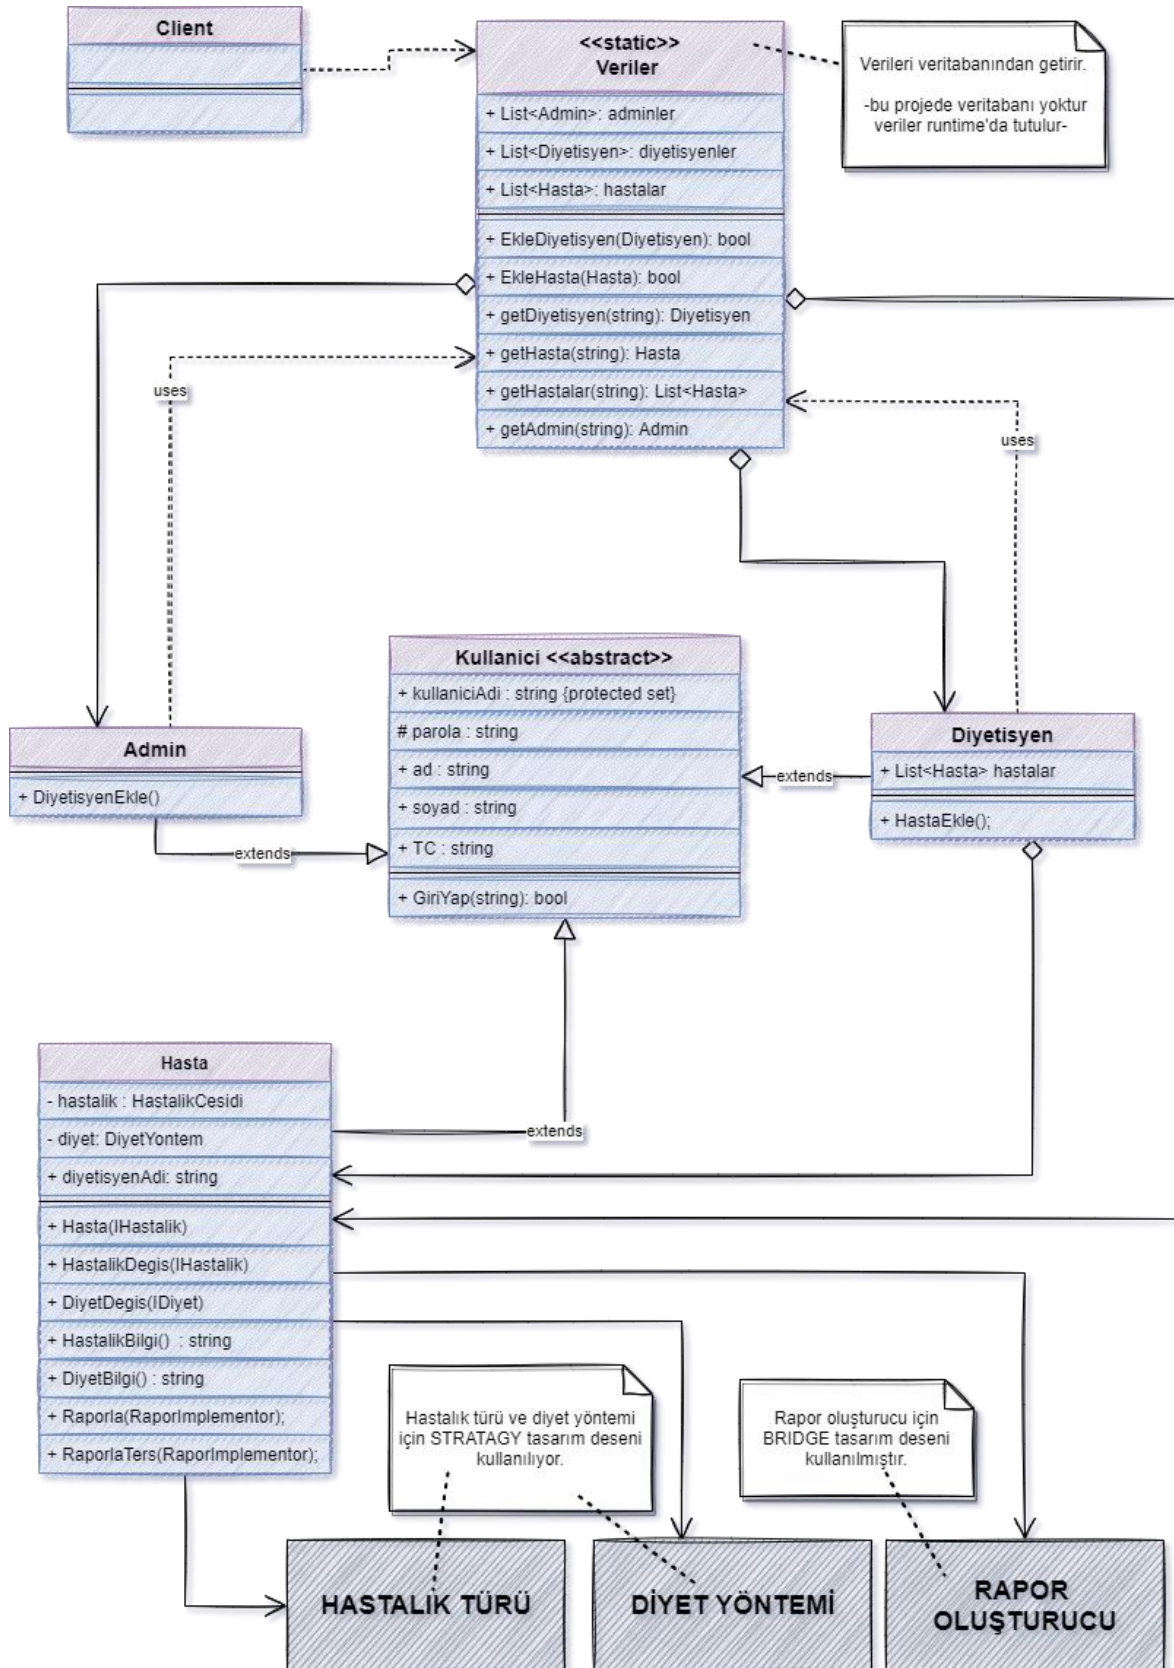 Client
<<static>>
Veriler
+ List<Admin>: adminler
+ List<Diyetisyen>: diyetisyenler
+ List<Hasta>: hastalar
+ EkleDiyetisyen(Diyetisyen): bool
+ EkleHasta(Hasta): bool
+ getDiyetisyen(string): Diyetisyen
+ getHasta(string): Hasta
+ getHastalar(string): List<Hasta>
+ getAdmin(string): Admin
Verileri veritabanından getirir.
-bu projede veritabanı yoktur
veriler runtime'da tutulur-
uses
uses
Kullanici <<abstract>>
+ kullaniciAdi : string {protected set}
# parola : string
+ ad : string
+ soyad : string
+ TC : string
+ GiriYap(string): bool
Admin
+ DiyetisyenEkle()
Diyetisyen
+ List<Hasta> hastalar
+ HastaEkle();
extends
extends
extends
Hasta
- hastalik : HastalikCesidi
- diyet: DiyetYontem
+ diyetisyenAdi: string
+ Hasta(IHastalik)
+ HastalikDegis(IHastalik)
+ DiyetDegis(IDiyet)
+ HastalikBilgi() : string
+ DiyetBilgi() : string
+ Raporla(RaporImplementor);
+ RaporlaTers(RaporImplementor);
Hastalık türü ve diyet yöntemi
için STRATAGY tasarım deseni
kullanılıyor.
Rapor oluşturucu için
BRIDGE tasarım deseni
kullanılmıştır.
HASTALIK TÜRÜ
DİYET YÖNTEMİ
RAPOR
OLUŞTURUCU